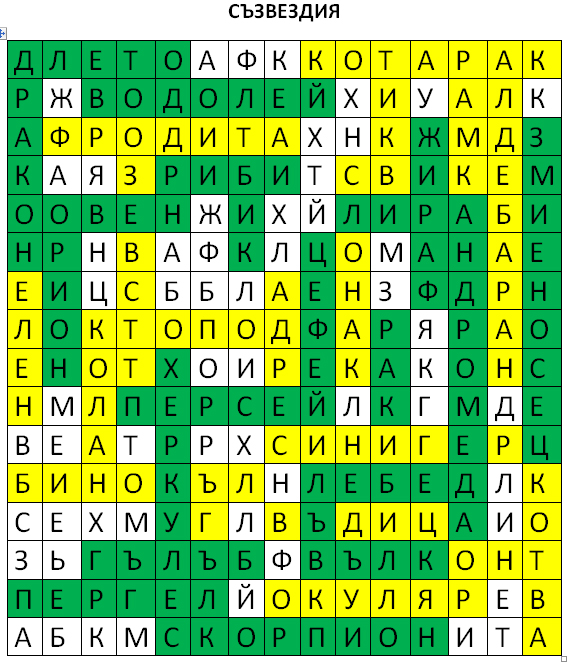 СЪЗВЕЗДИЯ
Д Л Е Т О А Ф К К О Т А Р А К
Р Ж В О Д О Л Е Й Х И У А Л К
А Ф Р О Д И Т А Х Н К Ж М Д З
К А Я З Р И Б И Т С В И К Е М
О О В Е Н Ж И Х Й Л И Р А Б И
Н Р Н В А Ф К Л Ц О М А Н А Е
Е И Ц С Б Б Л А Е Н З Ф Д Р Н
Л О К Т О П О Д Ф А Р Я Р А О
Е Н О Т Х О И Р Е К А К О Н С
Н М Л П Е Р С Е Й Л К Г М Д Е
В Е А Т Р Р Х С И Н И Г Е Р Ц
Б И Н О К Ъ Л Н Л Е Б Е Д Л К
С Е Х М У Г Л В Ъ Д И Ц А И О
З Ь Г Ъ Л Ъ Б Ф В Ъ Л К О Н Т
П Е Р Г Е Л Й О К У Л Я Р Е В
А Б К М С К О Р П И О Н И Т А